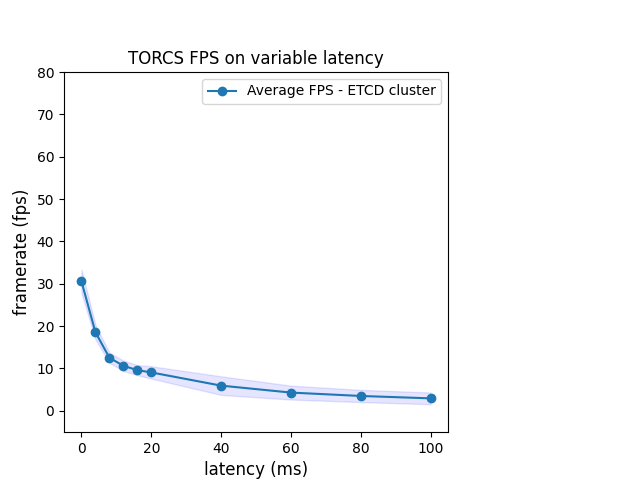 TORCS FPS on variable latency
Average FPS - ETCD cluster
80
70
60
50
40
30
20
10
0
framerate (fps)
0 20 40 60 80 100
latency (ms)